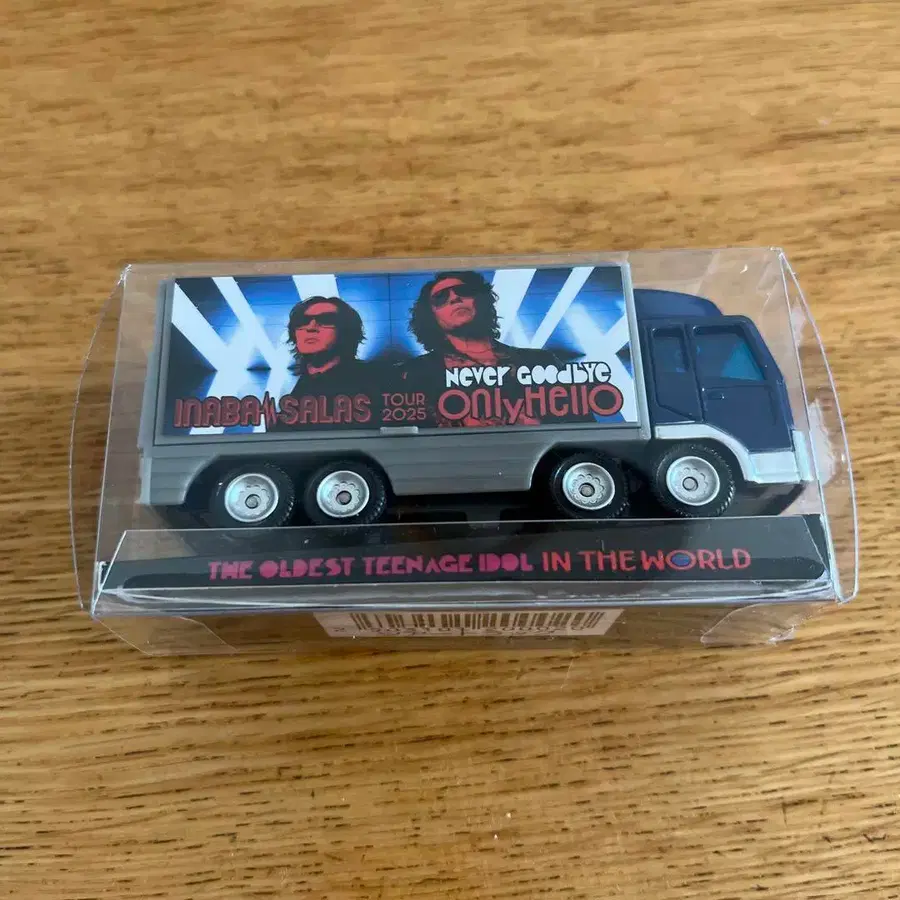 INABA SALAS
TOUR
2025
Never Goodbye
Only Hello
THE OLDEST TEENAGE IDOL IN THE WORLD